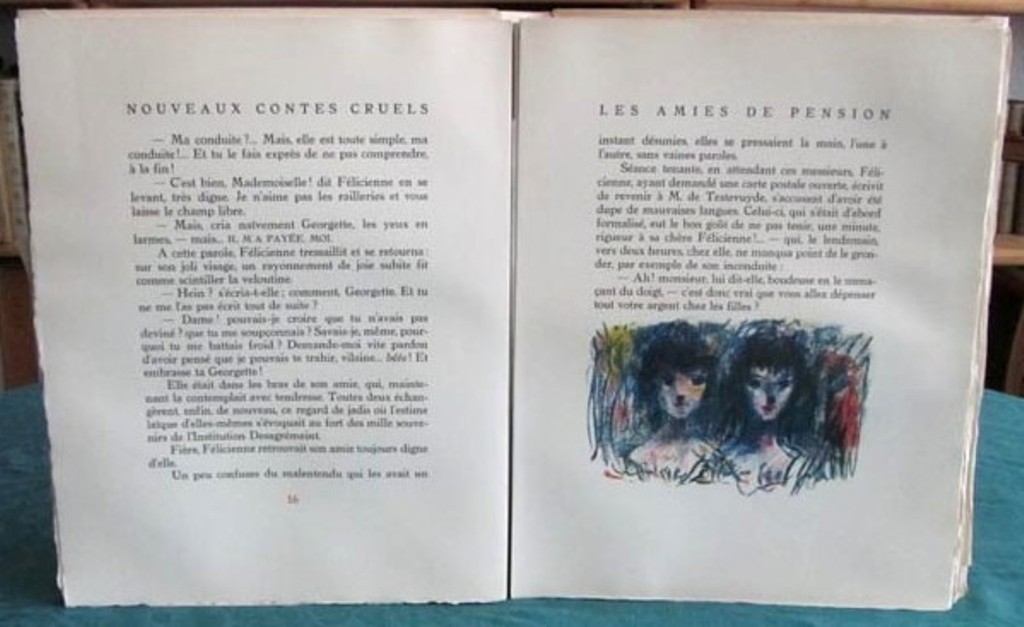 NOUVEAUX CONTES CRUELS
— Ma conduite?... Mais, elle est toute simple, ma
conduite!... Et tu le fais exprès de ne pas comprendre,
à la fin!
— C'est bien, Mademoiselle! dit Félicienne en se
levant, très digne. Je n'aime pas les railleries et vous
laisse le champ libre.
— Mais, cria naïvement Georgette, les yeux en
larmes, — mais... IL M'A PAYÉE, MOI.
A cette parole, Félicienne tressaillit et se retourna :
sur son joli visage, un rayonnement de joie subite fit
comme scintiller la veloutine.
— Hein? s'écria-t-elle; comment, Georgette, Et tu
ne me l'as pas écrit tout de suite?
— Dame! pouvais-je croire que tu n'avais pas
deviné? que tu me soupçonnais? Savais-je, même, pour-
quoi tu me battais froid? Demande-moi vite pardon
d'avoir pensé que je pouvais te trahir, vilaine... bête! Et
embrasse ta Georgette!
Elle était dans les bras de son amie, qui, mainte-
nant la contemplait avec tendresse. Toutes deux échan-
gèrent, enfin, de nouveau, ce regard de jadis où l'estime
laïque d'elles-mêmes s'évoquait au fort des mille souve-
nirs de l'Institution Desagrémeint.
Fière, Félicienne retrouvait son amie toujours digne
d'elle.
Un peu confuses du malentendu qui les avait un
16
LES AMIES DE PENSION
instant désunies, elles se pressaient la main, l'une à
l'autre, sans vaines paroles.
Séance tenante, en attendant ces messieurs, Féli-
cienne, ayant demandé une carte postale ouverte, écrivit
de revenir à M. de Testevuyde, s'accusant d'avoir été
dupe de mauvaises langues. Celui-ci, qui s'était d'abord
formalisé, eut le bon goût de ne pas tenir, une minute,
rigueur à sa chère Félicienne!... — qui, le lendemain,
vers deux heures, chez elle, ne manqua point de le gron-
der, par exemple de son inconduite :
— Ah! monsieur, lui dit-elle, boudeuse en le mena-
çant du doigt, — c'est donc vrai que vous allez dépenser
tout votre argent chez les filles?